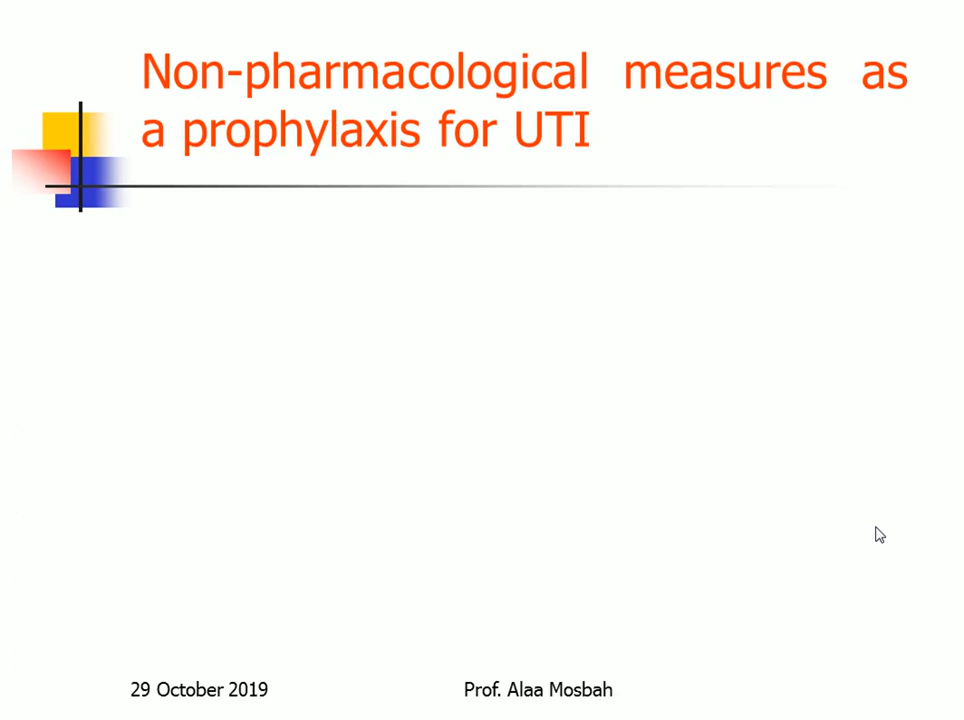 Non-pharmacological measures as
a prophylaxis for UTI
29 October 2019
Prof. Alaa Mosbah